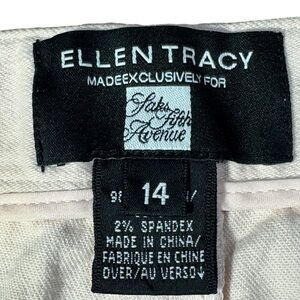 ELLEN TRACY
MADE EXCLUSIVELY FOR
Saks
Fifth
Avenue
14
2% SPANDEX
MADE IN CHINA/
FABRIQUE EN CHINE
OVER/AU VERSO↓